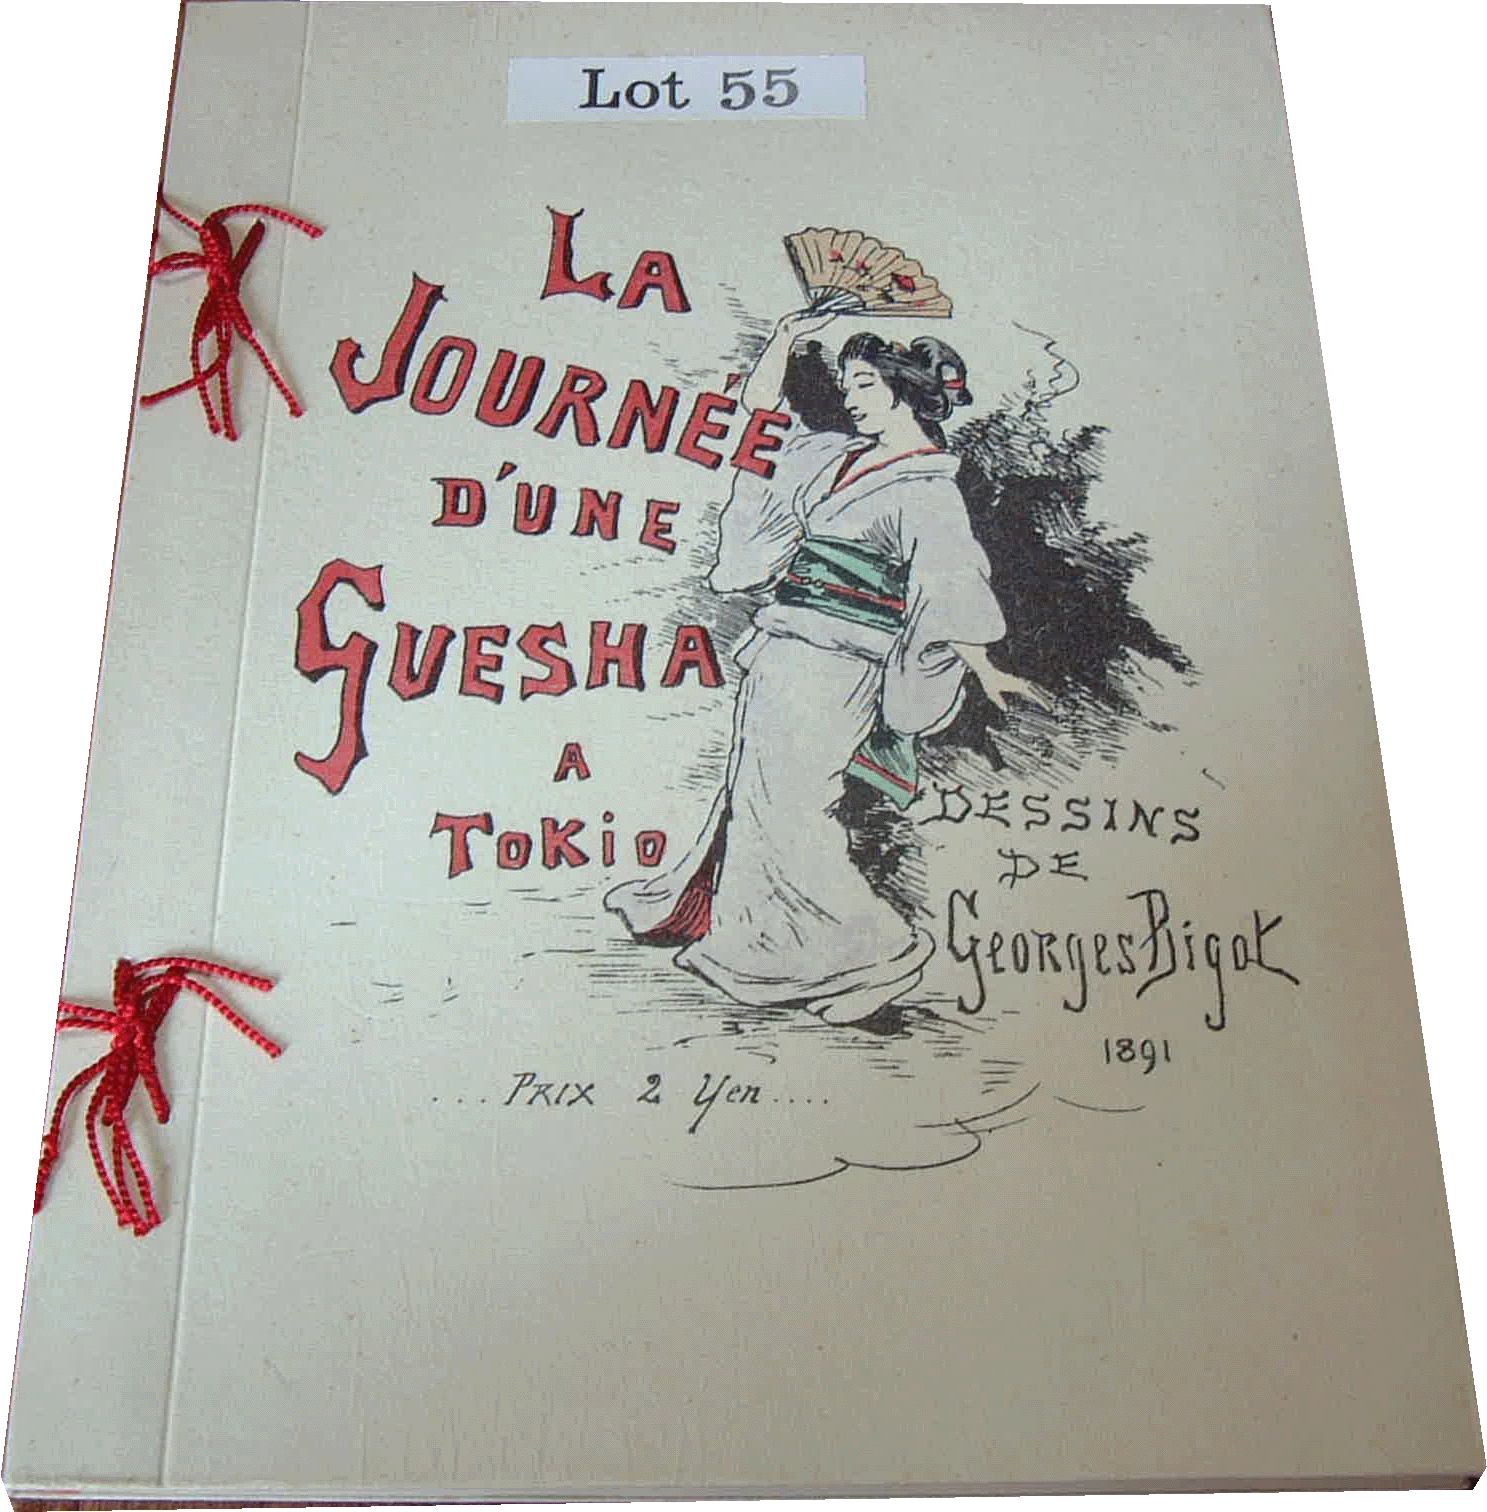 Lot 55
LA
JOURNÉE
D'UNE
GUESHA
A
TOKiO
DESSINS
DE
Georges Bigot
1891
... PRIX 2 Yen ....